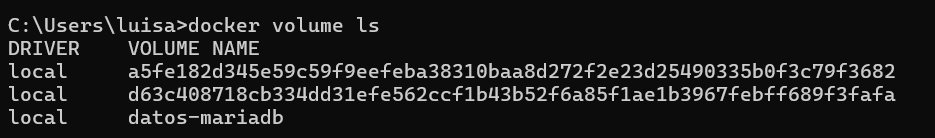 C:\Users\luisa>docker volume ls
DRIVER    VOLUME NAME
local     a5fe182d345e59c59f9eefeba38310baa8d272f2e23d25490335b0f3c79f3682
local     d63c408718cb334dd31efe562ccf1b43b52f6a85f1ae1b3967febff689f3fafa
local     datos-mariadb